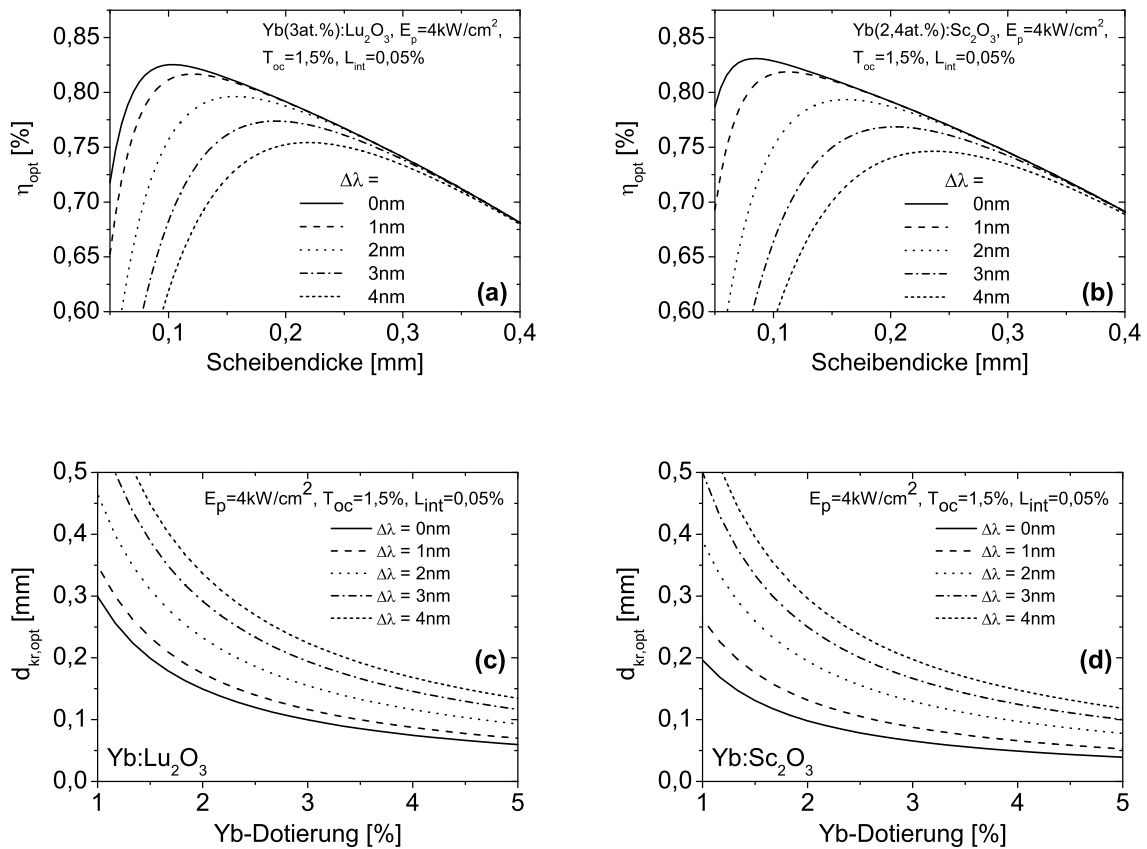 Yb(3at.%):Lu₂O₃, Eₚ=4kW/cm²,
T_oc=1,5%, L_int=0,05%
0,85
0,80
0,75
0,70
0,65
0,60
η_opt [%]
Δλ =
0nm
1nm
2nm
3nm
4nm
(a)
0,1 0,2 0,3 0,4
Scheibendicke [mm]
Yb(2,4at.%):Sc₂O₃, Eₚ=4kW/cm²,
T_oc=1,5%, L_int=0,05%
0,85
0,80
0,75
0,70
0,65
0,60
η_opt [%]
Δλ =
0nm
1nm
2nm
3nm
4nm
(b)
0,1 0,2 0,3 0,4
Scheibendicke [mm]
0,5
0,4
0,3
0,2
0,1
0,0
d_kr,opt [mm]
Eₚ=4kW/cm², T_oc=1,5%, L_int=0,05%
Δλ = 0nm
Δλ = 1nm
Δλ = 2nm
Δλ = 3nm
Δλ = 4nm
(c)
Yb:Lu₂O₃
1 2 3 4 5
Yb-Dotierung [%]
0,5
0,4
0,3
0,2
0,1
0,0
d_kr,opt [mm]
Eₚ=4kW/cm², T_oc=1,5%, L_int=0,05%
Δλ = 0nm
Δλ = 1nm
Δλ = 2nm
Δλ = 3nm
Δλ = 4nm
(d)
Yb:Sc₂O₃
1 2 3 4 5
Yb-Dotierung [%]